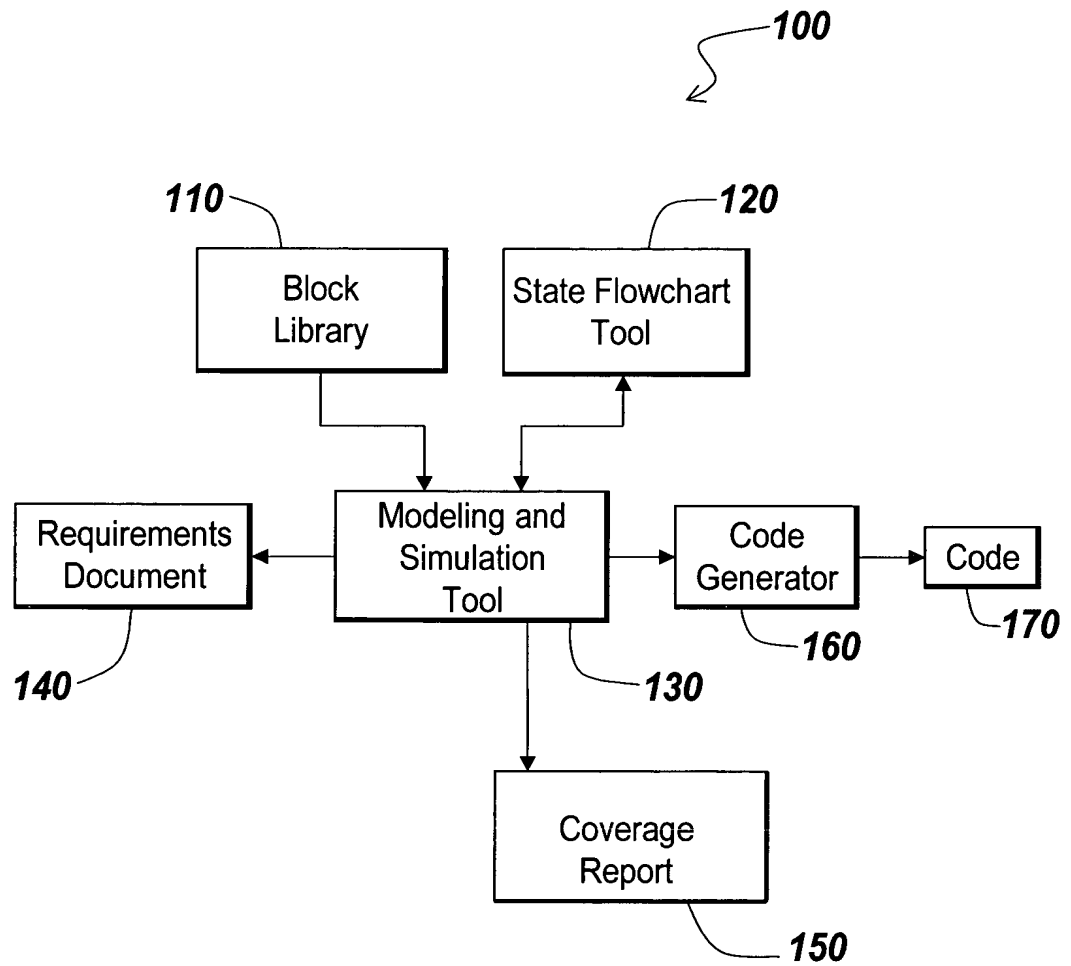 100
110
120
Block
Library
State Flowchart
Tool
Requirements
Document
Modeling and
Simulation
Tool
Code
Generator
Code
140
130
160
170
Coverage
Report
150